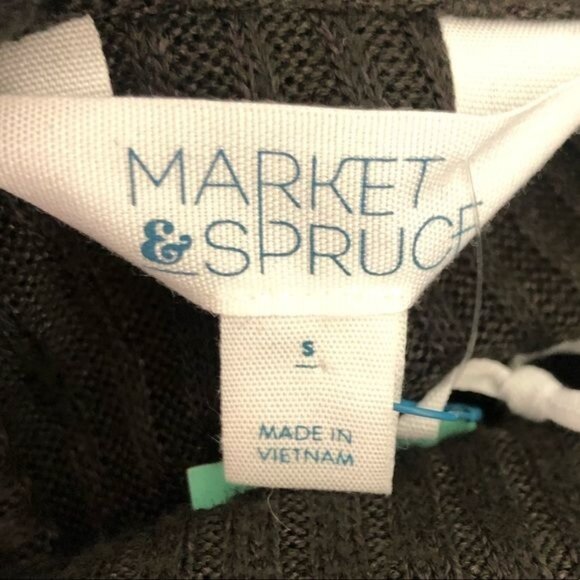 MARKET
& SPRUCE
S
MADE IN
VIETNAM